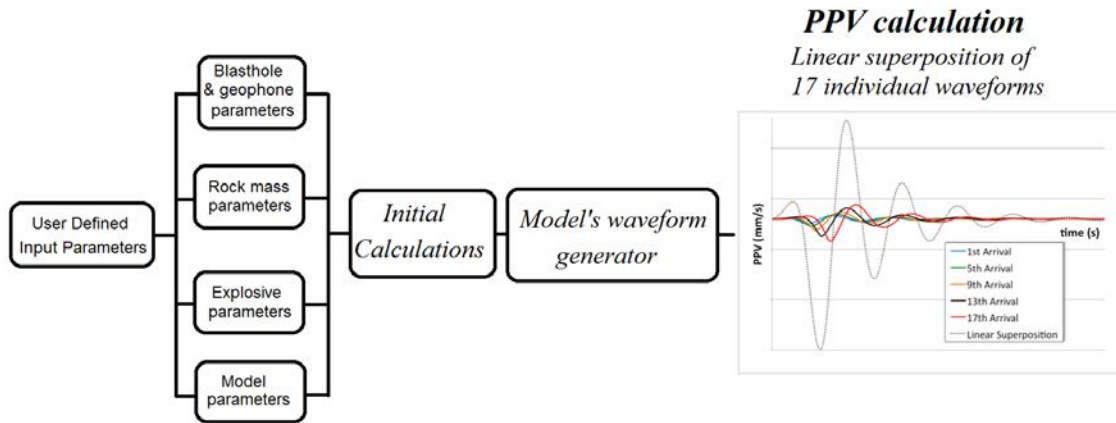 PPV calculation
Linear superposition of
17 individual waveforms
Blasthole
& geophone
parameters
Rock mass
parameters
User Defined
Input Parameters
Initial
Calculations
Model's waveform
generator
Explosive
parameters
Model
parameters
PPV (mm/s)
time (s)
1st Arrival
5th Arrival
9th Arrival
13th Arrival
17th Arrival
Linear Superposition